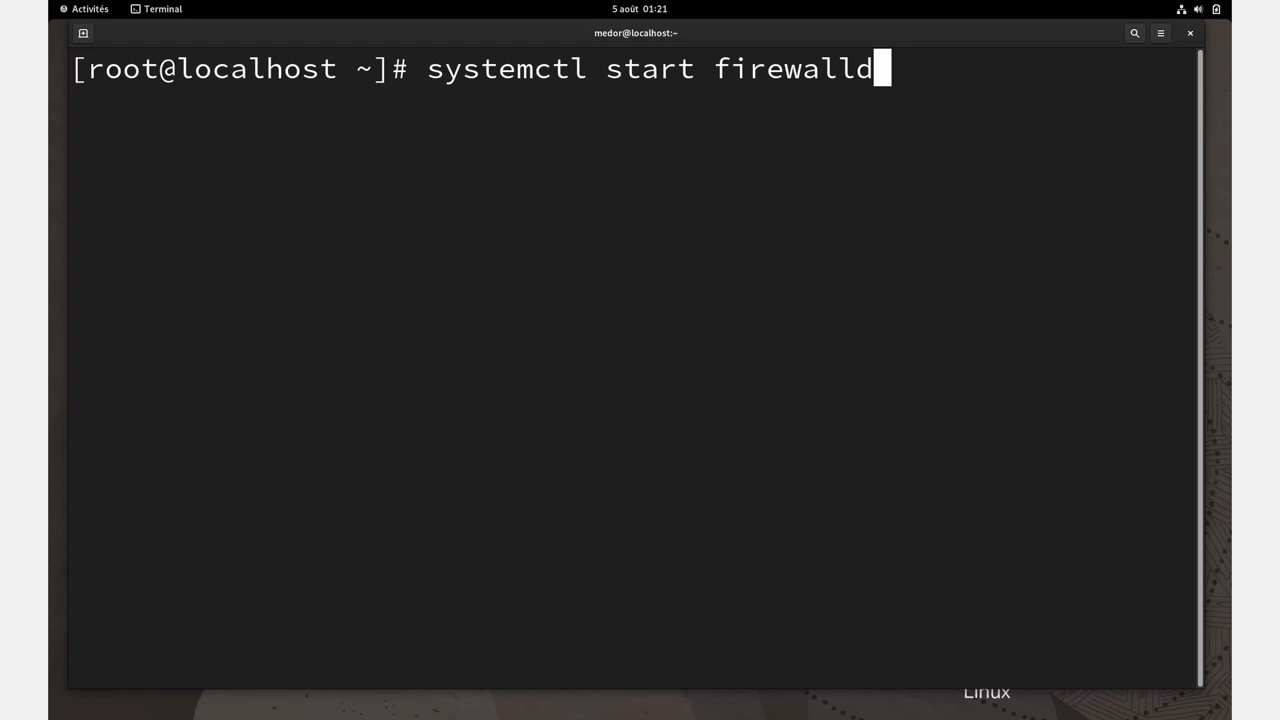 Activités
Terminal
5 août 01:21
medor@localhost:~
[root@localhost ~]# systemctl start firewalld
Linux